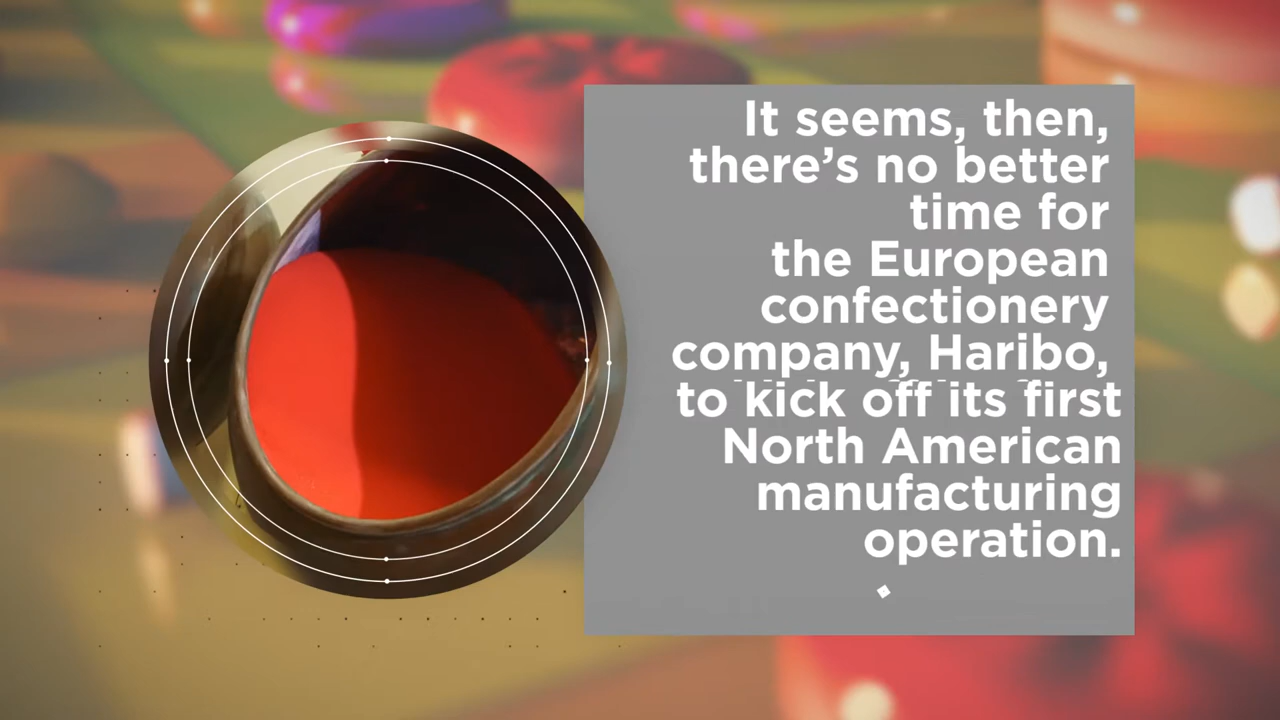 It seems, then,
there’s no better
time for
the European
confectionery
company, Haribo,
to kick off its first
North American
manufacturing
operation.